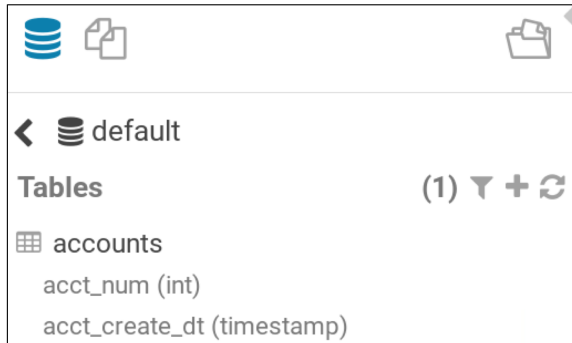 default
Tables (1)
accounts
acct_num (int)
acct_create_dt (timestamp)